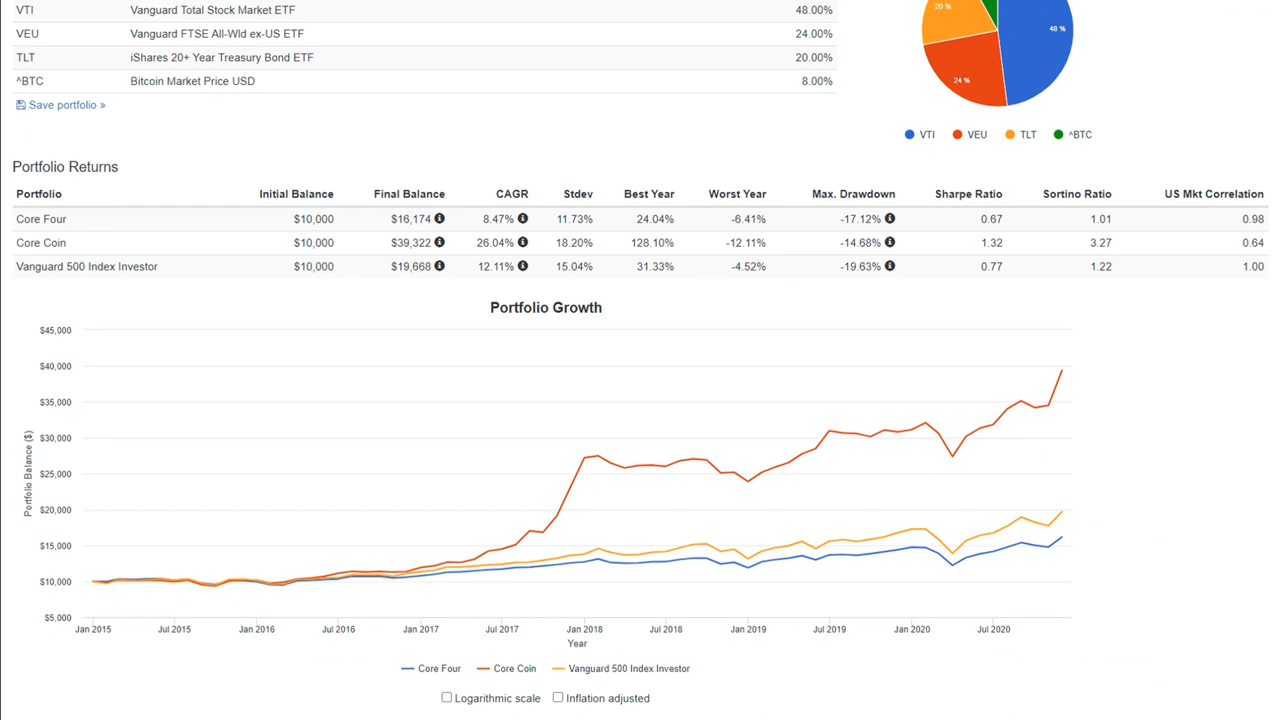 VTI Vanguard Total Stock Market ETF 48.00%
VEU Vanguard FTSE All-Wld ex-US ETF 24.00%
TLT iShares 20+ Year Treasury Bond ETF 20.00%
^BTC Bitcoin Market Price USD 8.00%
Save portfolio »
20 %
48 %
24 %
VTI VEU TLT ^BTC
Portfolio Returns
Portfolio Initial Balance Final Balance CAGR Stdev Best Year Worst Year Max. Drawdown Sharpe Ratio Sortino Ratio US Mkt Correlation
Core Four $10,000 $16,174 8.47% 11.73% 24.04% -6.41% -17.12% 0.67 1.01 0.98
Core Coin $10,000 $39,322 26.04% 18.20% 128.10% -12.11% -14.68% 1.32 3.27 0.64
Vanguard 500 Index Investor $10,000 $19,668 12.11% 15.04% 31.33% -4.52% -19.63% 0.77 1.22 1.00
Portfolio Growth
$45,000
$40,000
$35,000
$30,000
$25,000
$20,000
$15,000
$10,000
$5,000
Portfolio Balance ($)
Jan 2015 Jul 2015 Jan 2016 Jul 2016 Jan 2017 Jul 2017 Jan 2018 Jul 2018 Jan 2019 Jul 2019 Jan 2020 Jul 2020
Year
Core Four Core Coin Vanguard 500 Index Investor
Logarithmic scale Inflation adjusted